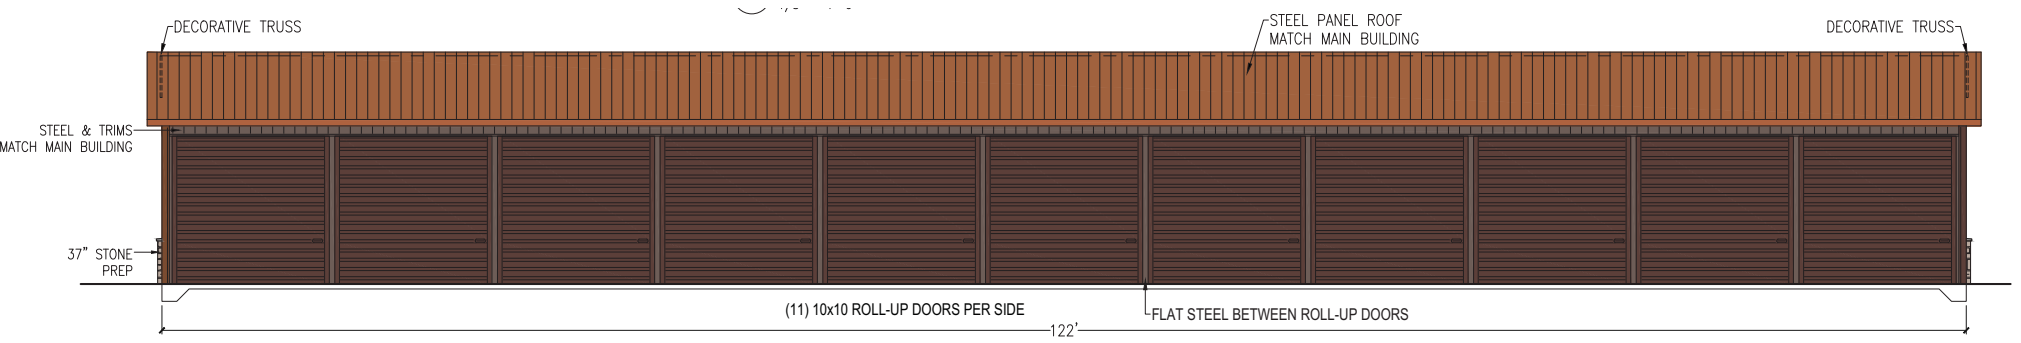 DECORATIVE TRUSS
STEEL PANEL ROOF
MATCH MAIN BUILDING
DECORATIVE TRUSS
STEEL & TRIMS
MATCH MAIN BUILDING
37" STONE
PREP
(11) 10x10 ROLL-UP DOORS PER SIDE
FLAT STEEL BETWEEN ROLL-UP DOORS
122'